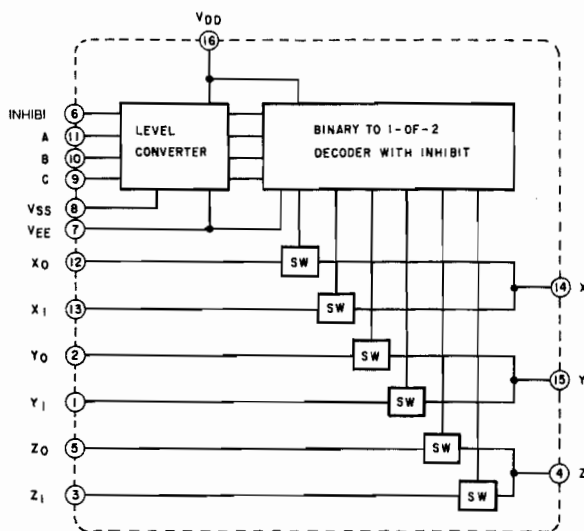 VDD
16
INHIBI 6
A 11
B 10
C 9
VSS 8
VEE 7
LEVEL
CONVERTER
BINARY TO 1-OF-2
DECODER WITH INHIBIT
X0 12
SW
14 X
X1 13
SW
Y0 2
SW
15 Y
Y1 1
SW
Z0 5
SW
4 Z
Z1 3
SW